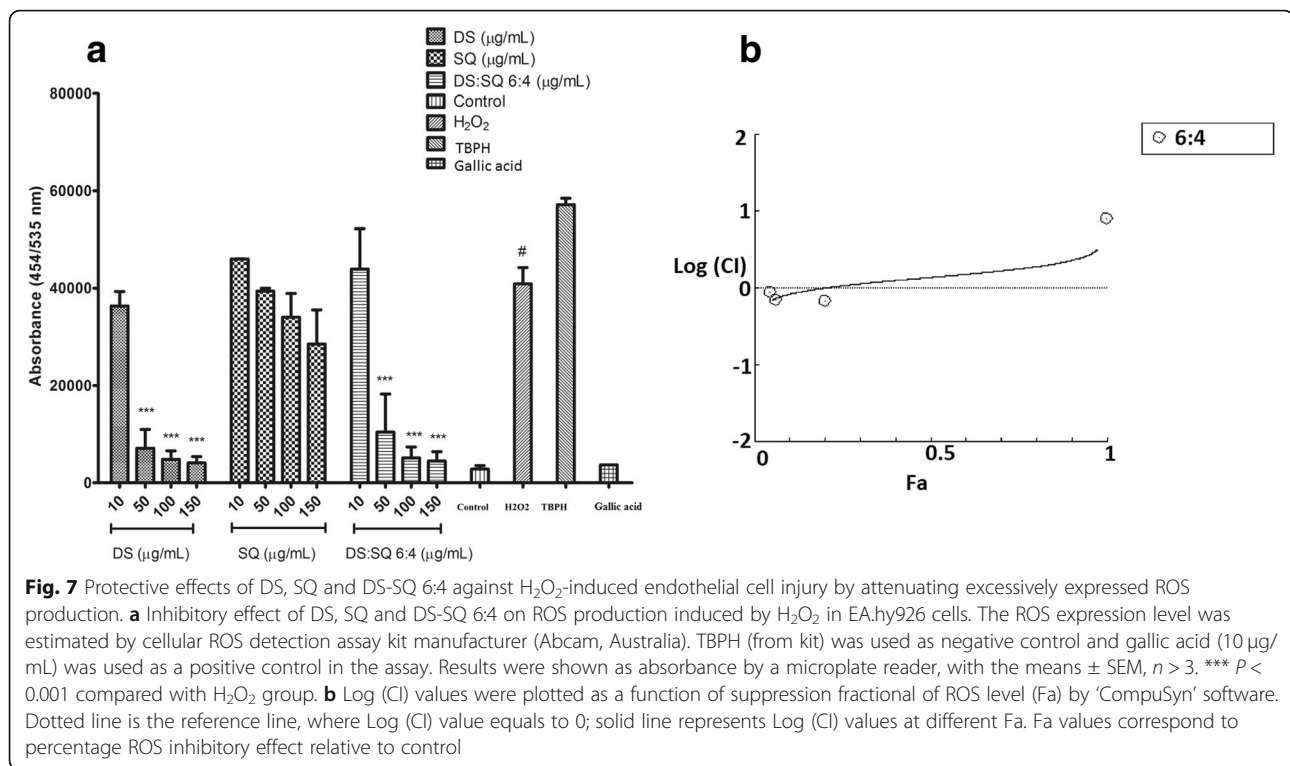 a
DS (µg/mL)
SQ (µg/mL)
DS:SQ 6:4 (µg/mL)
Control
H₂O₂
TBPH
Gallic acid
80000
60000
40000
20000
0
Absorbance (454/535 nm)
***
***
***
***
***
***
#
10
50
100
150
10
50
100
150
10
50
100
150
Control
H2O2
TBPH
Gallic acid
DS (µg/mL)
SQ (µg/mL)
DS:SQ 6:4 (µg/mL)
b
6:4
2
1
Log (CI)
0
-1
-2
0
0.5
1
Fa
Fig. 7 Protective effects of DS, SQ and DS-SQ 6:4 against H₂O₂-induced endothelial cell injury by attenuating excessively expressed ROS
production. a Inhibitory effect of DS, SQ and DS-SQ 6:4 on ROS production induced by H₂O₂ in EA.hy926 cells. The ROS expression level was
estimated by cellular ROS detection assay kit manufacturer (Abcam, Australia). TBPH (from kit) was used as negative control and gallic acid (10 µg/
mL) was used as a positive control in the assay. Results were shown as absorbance by a microplate reader, with the means ± SEM, n > 3. *** P <
0.001 compared with H₂O₂ group. b Log (CI) values were plotted as a function of suppression fractional of ROS level (Fa) by ‘CompuSyn’ software.
Dotted line is the reference line, where Log (CI) value equals to 0; solid line represents Log (CI) values at different Fa. Fa values correspond to
percentage ROS inhibitory effect relative to control